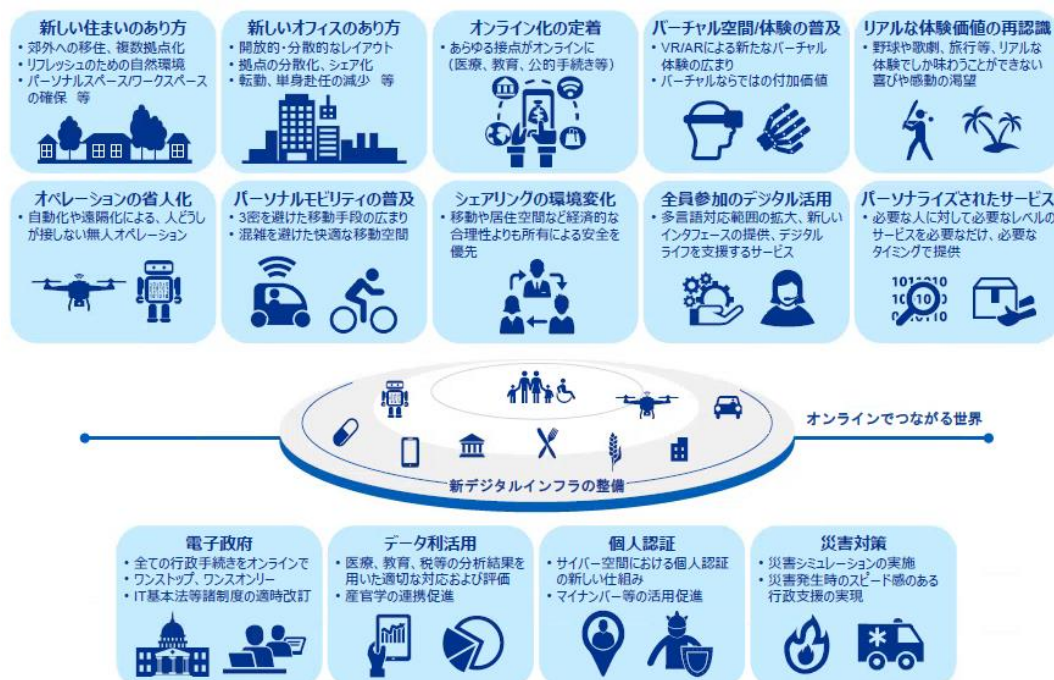 新しい住まいのあり方
• 郊外への移住、複数拠点化
• リフレッシュのための自然環境
• パーソナルスペース/ワークスペース
の確保 等
新しいオフィスのあり方
• 開放的・分散的なレイアウト
• 拠点の分散化、シェア化
• 転勤、単身赴任の減少 等
オンライン化の定着
• あらゆる接点がオンラインに
（医療、教育、公的手続き等）
バーチャル空間/体験の普及
• VR/ARによる新たなバーチャル
体験の広まり
• バーチャルならではの付加価値
リアルな体験価値の再認識
• 野球や歌劇、旅行等、リアルな
体験でしか味わうことができない
喜びや感動の渇望
オペレーションの省人化
• 自動化や遠隔化による、人どうし
が接しない無人オペレーション
パーソナルモビリティの普及
• 3密を避けた移動手段の広まり
• 混雑を避けた快適な移動空間
シェアリングの環境変化
• 移動や居住空間など経済的な
合理性よりも所有による安全を
優先
全員参加のデジタル活用
• 多言語対応範囲の拡大、新しい
インタフェースの提供、デジタル
ライフを支援するサービス
パーソナライズされたサービス
• 必要な人に対して必要なレベルの
サービスを必要なだけ、必要な
タイミングで提供
オンラインでつながる世界
新デジタルインフラの整備
電子政府
• 全ての行政手続きをオンラインで
• ワンストップ、ワンスオンリー
• IT基本法等諸制度の適時改訂
データ利活用
• 医療、教育、税等の分析結果を
用いた適切な対応および評価
• 産官学の連携促進
個人認証
• サイバー空間における個人認証
の新しい仕組み
• マイナンバー等の活用促進
災害対策
• 災害シミュレーションの実施
• 災害発生時のスピード感のある
行政支援の実現